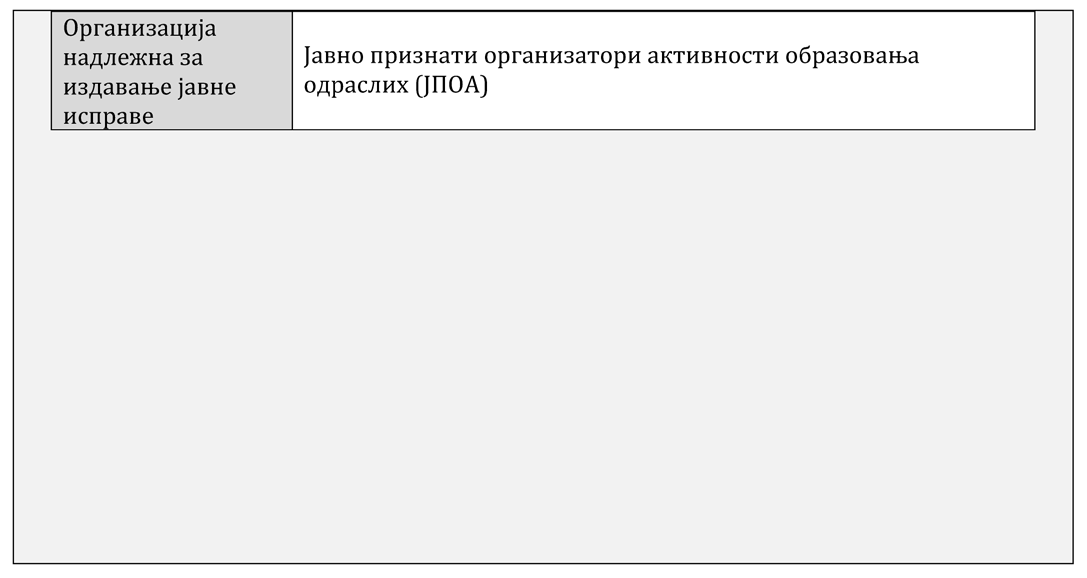 Организација
надлежна за
издавање јавне
исправе
Јавно признати организатори активности образовања
одраслих (ЈПОА)